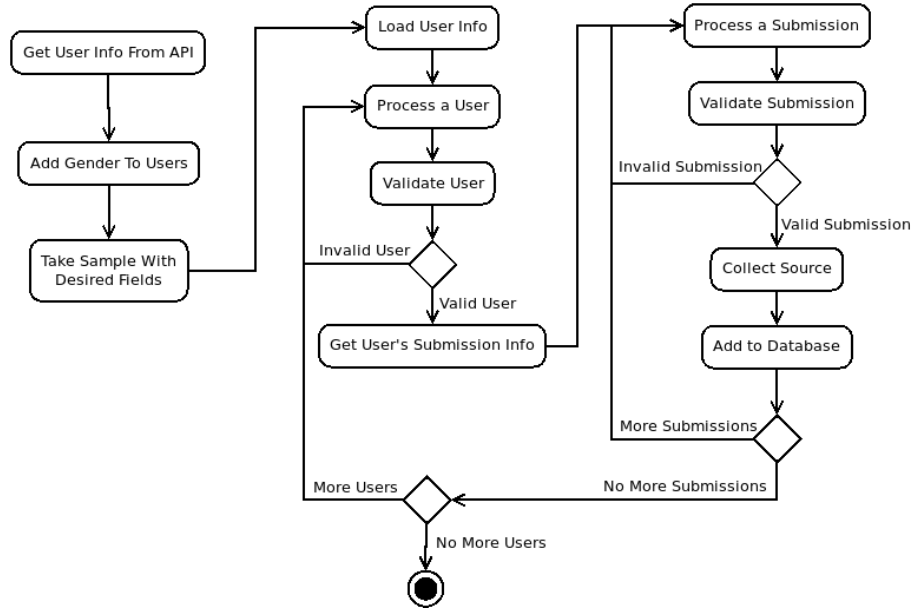 Get User Info From API
Add Gender To Users
Take Sample With
Desired Fields
Load User Info
Process a User
Validate User
Invalid User
Valid User
Get User's Submission Info
Process a Submission
Validate Submission
Invalid Submission
Valid Submission
Collect Source
Add to Database
More Submissions
No More Submissions
More Users
No More Users